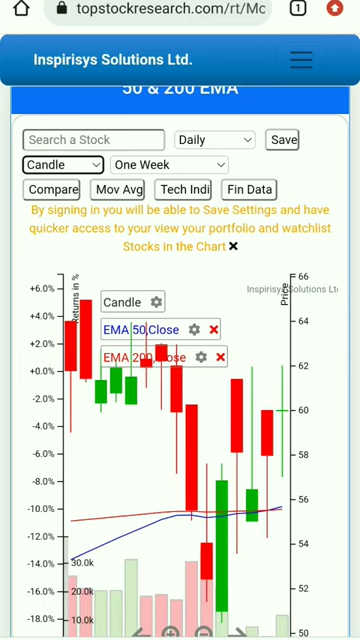 topstockresearch.com/rt/Mc
1
Inspirisys Solutions Ltd.
50 & 200 EMA
Search a Stock
Daily
Save
Candle
One Week
Compare
Mov Avg
Tech Indi
Fin Data
By signing in you will be able to Save Settings and have
quicker access to your view your portfolio and watchlist
Stocks in the Chart ✖
Returns in %
Price
Inspirisys Solutions Ltd
Candle
EMA 50,Close
EMA 200,Close
+6.0%
+4.0%
+2.0%
+0.0%
-2.0%
-4.0%
-6.0%
-8.0%
-10.0%
-12.0%
-14.0%
-16.0%
-18.0%
66
64
62
60
58
56
54
52
50
30.0k
20.0k
10.0k